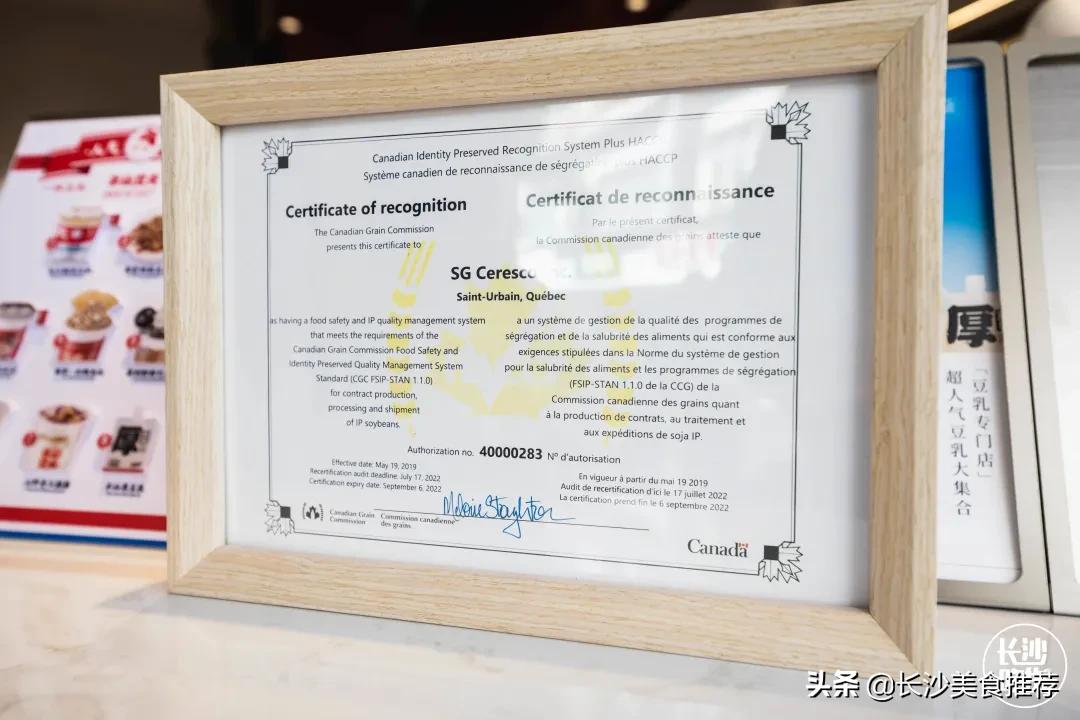 Canadian Identity Preserved Recognition System Plus HACCP
Système canadien de reconnaissance de ségrégation plus HACCP
Certificate of recognition
The Canadian Grain Commission
presents this certificate to
Certificat de reconnaissance
Par le présent certificat,
la Commission canadienne des grains atteste que
SG Ceresco Inc.
Saint-Urbain, Québec
as having a food safety and IP quality management system
that meets the requirements of the
Canadian Grain Commission Food Safety and
Identity Preserved Quality Management System
Standard (CGC FSIP-STAN 1.1.0)
for contract production,
processing and shipment
of IP soybeans.
a un système de gestion de la qualité des programmes de
ségrégation et de la salubrité des aliments qui est conforme aux
exigences stipulées dans la Norme du système de gestion
pour la salubrité des aliments et les programmes de ségrégation
(FSIP-STAN 1.1.0 de la CCG) de la
Commission canadienne des grains quant
à la production de contrats, au traitement et
aux expéditions de soja IP.
Authorization no. 40000283 Nº d'autorisation
Effective date: May 19, 2019
Recertification audit deadline: July 17, 2022
Certification expiry date: September 6, 2022
En vigueur à partir du mai 19 2019
Audit de recertification d'ici le 17 juillet 2022
La certification prend fin le 6 septembre 2022
Canadian Grain
Commission
Commission canadienne
des grains
Canada
厚
「豆乳专门店」
超人气豆乳大集合
长沙
头条 @长沙美食推荐